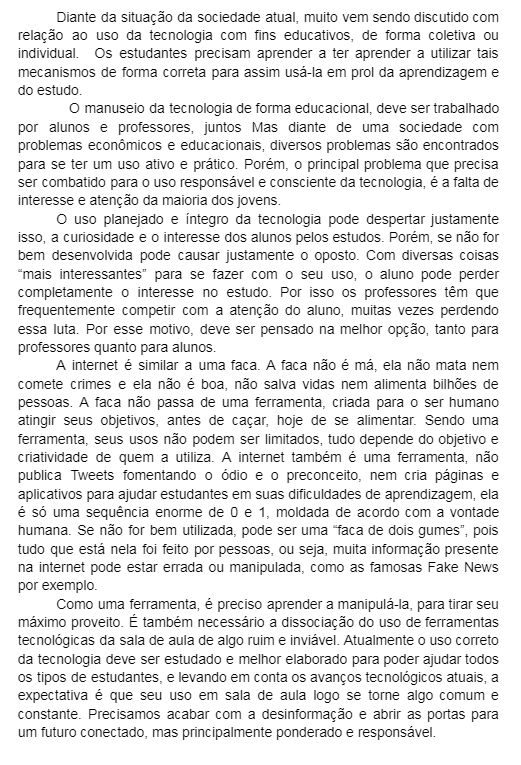 Diante da situação da sociedade atual, muito vem sendo discutido com
relação ao uso da tecnologia com fins educativos, de forma coletiva ou
individual. Os estudantes precisam aprender a ter aprender a utilizar tais
mecanismos de forma correta para assim usá-la em prol da aprendizagem e
do estudo.
O manuseio da tecnologia de forma educacional, deve ser trabalhado
por alunos e professores, juntos Mas diante de uma sociedade com
problemas econômicos e educacionais, diversos problemas são encontrados
para se ter um uso ativo e prático. Porém, o principal problema que precisa
ser combatido para o uso responsável e consciente da tecnologia, é a falta de
interesse e atenção da maioria dos jovens.
O uso planejado e íntegro da tecnologia pode despertar justamente
isso, a curiosidade e o interesse dos alunos pelos estudos. Porém, se não for
bem desenvolvida pode causar justamente o oposto. Com diversas coisas
“mais interessantes” para se fazer com o seu uso, o aluno pode perder
completamente o interesse no estudo. Por isso os professores têm que
frequentemente competir com a atenção do aluno, muitas vezes perdendo
essa luta. Por esse motivo, deve ser pensado na melhor opção, tanto para
professores quanto para alunos.
A internet é similar a uma faca. A faca não é má, ela não mata nem
comete crimes e ela não é boa, não salva vidas nem alimenta bilhões de
pessoas. A faca não passa de uma ferramenta, criada para o ser humano
atingir seus objetivos, antes de caçar, hoje de se alimentar. Sendo uma
ferramenta, seus usos não podem ser limitados, tudo depende do objetivo e
criatividade de quem a utiliza. A internet também é uma ferramenta, não
publica Tweets fomentando o ódio e o preconceito, nem cria páginas e
aplicativos para ajudar estudantes em suas dificuldades de aprendizagem, ela
é só uma sequência enorme de 0 e 1, moldada de acordo com a vontade
humana. Se não for bem utilizada, pode ser uma “faca de dois gumes”, pois
tudo que está nela foi feito por pessoas, ou seja, muita informação presente
na internet pode estar errada ou manipulada, como as famosas Fake News
por exemplo.
Como uma ferramenta, é preciso aprender a manipulá-la, para tirar seu
máximo proveito. É também necessário a dissociação do uso de ferramentas
tecnológicas da sala de aula de algo ruim e inviável. Atualmente o uso correto
da tecnologia deve ser estudado e melhor elaborado para poder ajudar todos
os tipos de estudantes, e levando em conta os avanços tecnológicos atuais, a
expectativa é que seu uso em sala de aula logo se torne algo comum e
constante. Precisamos acabar com a desinformação e abrir as portas para
um futuro conectado, mas principalmente ponderado e responsável.